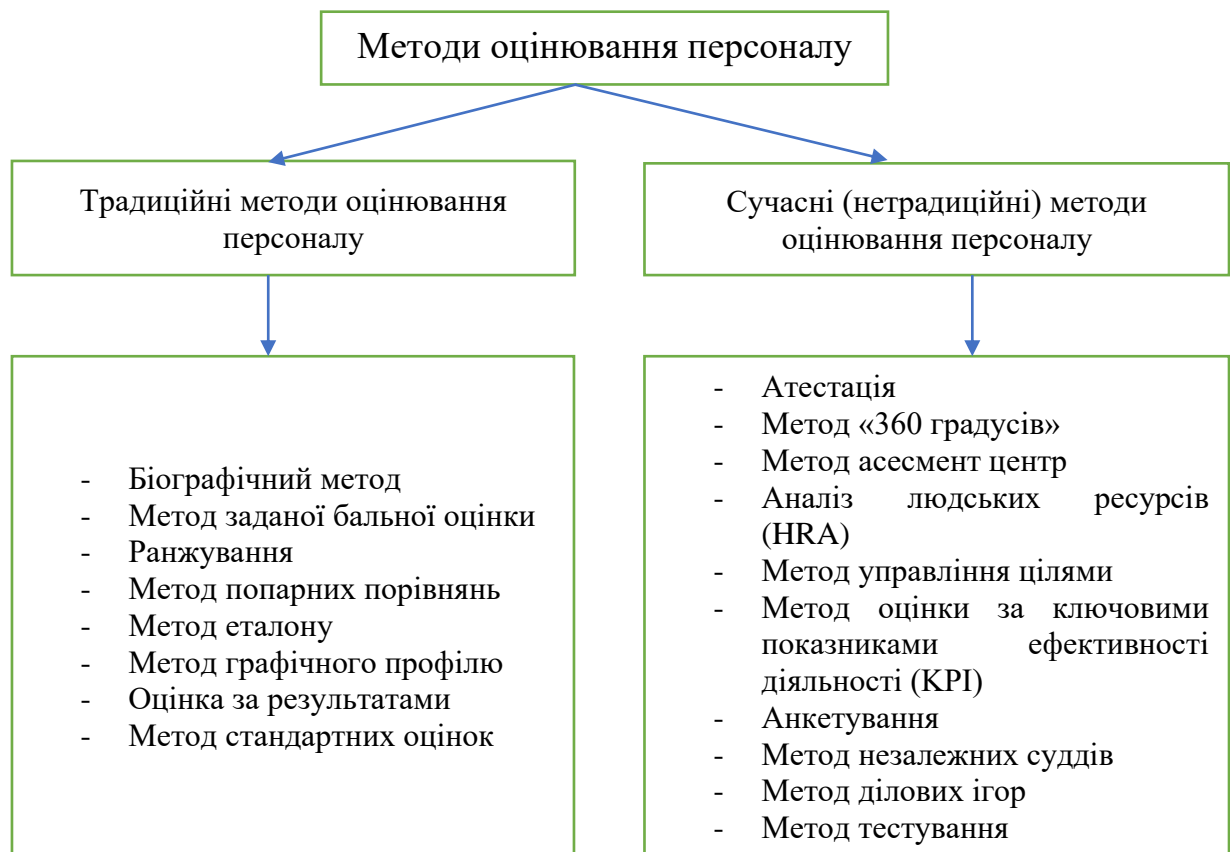 Методи оцінювання персоналу
Традиційні методи оцінювання
персоналу
Сучасні (нетрадиційні) методи
оцінювання персоналу
- Біографічний метод
- Метод заданої бальної оцінки
- Ранжування
- Метод попарних порівнянь
- Метод еталону
- Метод графічного профілю
- Оцінка за результатами
- Метод стандартних оцінок
- Атестація
- Метод «360 градусів»
- Метод асесмент центр
- Аналіз людських ресурсів
(HRA)
- Метод управління цілями
- Метод оцінки за ключовими
показниками ефективності
діяльності (KPI)
- Анкетування
- Метод незалежних суддів
- Метод ділових ігор
- Метод тестування